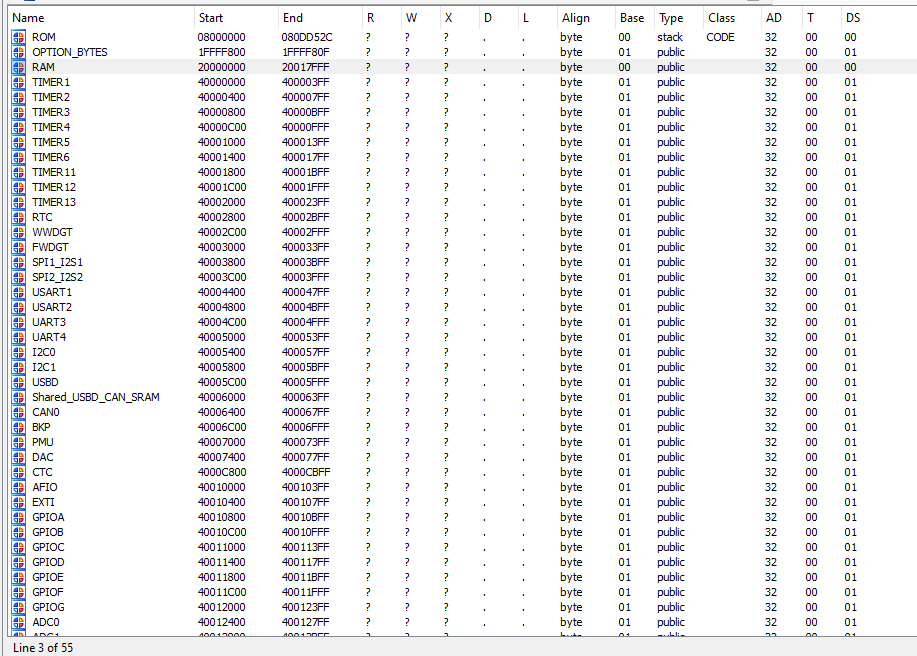 Name Start End R W X D L Align Base Type Class AD T DS
ROM 08000000 080DD52C ? ? ? . . byte 00 stack CODE 32 00 00
OPTION_BYTES 1FFFF800 1FFFF80F ? ? ? . . byte 01 public 32 00 01
RAM 20000000 20017FFF ? ? ? . . byte 00 public 32 00 00
TIMER1 40000000 400003FF ? ? ? . . byte 01 public 32 00 01
TIMER2 40000400 400007FF ? ? ? . . byte 01 public 32 00 01
TIMER3 40000800 40000BFF ? ? ? . . byte 01 public 32 00 01
TIMER4 40000C00 40000FFF ? ? ? . . byte 01 public 32 00 01
TIMER5 40001000 400013FF ? ? ? . . byte 01 public 32 00 01
TIMER6 40001400 400017FF ? ? ? . . byte 01 public 32 00 01
TIMER11 40001800 40001BFF ? ? ? . . byte 01 public 32 00 01
TIMER12 40001C00 40001FFF ? ? ? . . byte 01 public 32 00 01
TIMER13 40002000 400023FF ? ? ? . . byte 01 public 32 00 01
RTC 40002800 40002BFF ? ? ? . . byte 01 public 32 00 01
WWDGT 40002C00 40002FFF ? ? ? . . byte 01 public 32 00 01
FWDGT 40003000 400033FF ? ? ? . . byte 01 public 32 00 01
SPI1_I2S1 40003800 40003BFF ? ? ? . . byte 01 public 32 00 01
SPI2_I2S2 40003C00 40003FFF ? ? ? . . byte 01 public 32 00 01
USART1 40004400 400047FF ? ? ? . . byte 01 public 32 00 01
USART2 40004800 40004BFF ? ? ? . . byte 01 public 32 00 01
UART3 40004C00 40004FFF ? ? ? . . byte 01 public 32 00 01
UART4 40005000 400053FF ? ? ? . . byte 01 public 32 00 01
I2C0 40005400 400057FF ? ? ? . . byte 01 public 32 00 01
I2C1 40005800 40005BFF ? ? ? . . byte 01 public 32 00 01
USBD 40005C00 40005FFF ? ? ? . . byte 01 public 32 00 01
Shared_USBD_CAN_SRAM 40006000 400063FF ? ? ? . . byte 01 public 32 00 01
CAN0 40006400 400067FF ? ? ? . . byte 01 public 32 00 01
BKP 40006C00 40006FFF ? ? ? . . byte 01 public 32 00 01
PMU 40007000 400073FF ? ? ? . . byte 01 public 32 00 01
DAC 40007400 400077FF ? ? ? . . byte 01 public 32 00 01
CTC 4000C800 4000CBFF ? ? ? . . byte 01 public 32 00 01
AFIO 40010000 400103FF ? ? ? . . byte 01 public 32 00 01
EXTI 40010400 400107FF ? ? ? . . byte 01 public 32 00 01
GPIOA 40010800 40010BFF ? ? ? . . byte 01 public 32 00 01
GPIOB 40010C00 40010FFF ? ? ? . . byte 01 public 32 00 01
GPIOC 40011000 400113FF ? ? ? . . byte 01 public 32 00 01
GPIOD 40011400 400117FF ? ? ? . . byte 01 public 32 00 01
GPIOE 40011800 40011BFF ? ? ? . . byte 01 public 32 00 01
GPIOF 40011C00 40011FFF ? ? ? . . byte 01 public 32 00 01
GPIOG 40012000 400123FF ? ? ? . . byte 01 public 32 00 01
ADC0 40012400 400127FF ? ? ? . . byte 01 public 32 00 01
Line 3 of 55